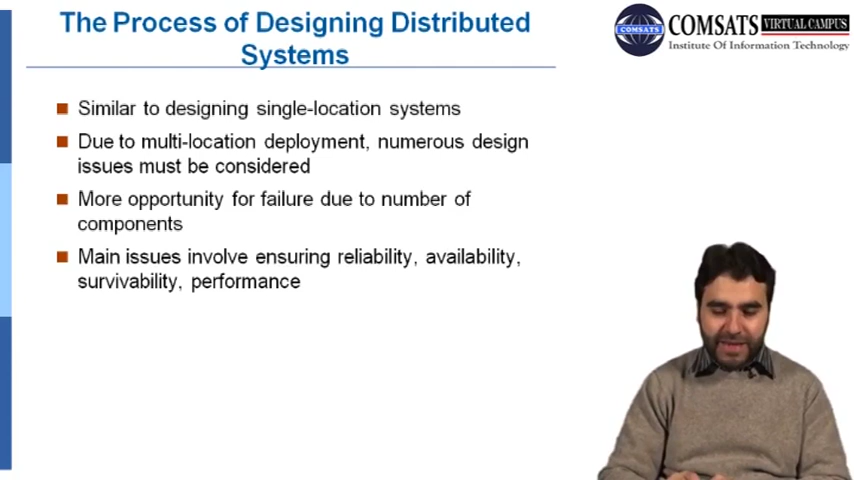 The Process of Designing Distributed
Systems
COMSATS
COMSATS VIRTUAL CAMPUS
Institute Of Information Technology
Similar to designing single-location systems
Due to multi-location deployment, numerous design
issues must be considered
More opportunity for failure due to number of
components
Main issues involve ensuring reliability, availability,
survivability, performance